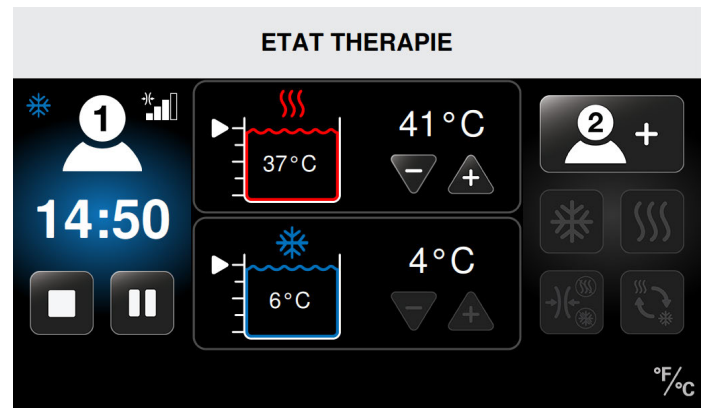 ETAT THERAPIE
1
14:50
37°C
41°C
− +
6°C
4°C
− +
2 +
°F/°C